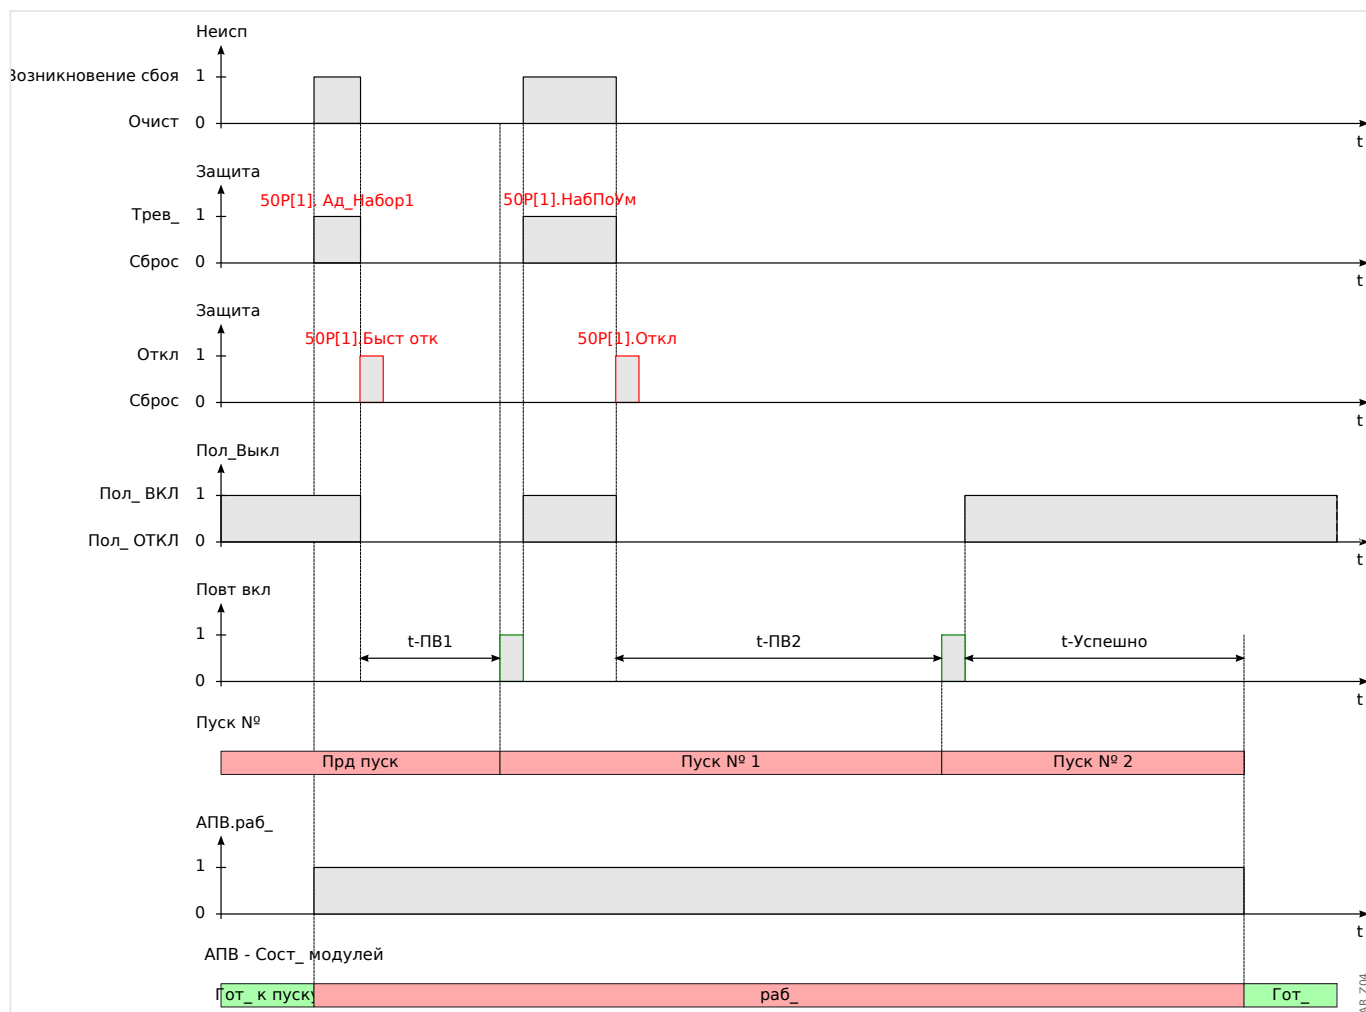 Неисп
Возникновение сбоя 1
Очист 0
t
Защита
50P[1]. Ад_Набор1 50P[1].НабПоУм
Трев_ 1
Сброс 0
t
Защита
50P[1].Быст отк 50P[1].Откл
Откл 1
Сброс 0
t
Пол_Выкл
Пол_ ВКЛ 1
Пол_ ОТКЛ 0
t
Повт вкл
1 t-ПВ1 t-ПВ2 t-Успешно
0
t
Пуск №
Прд пуск Пуск № 1 Пуск № 2
АПВ.раб_
1
0
t
АПВ - Сост_ модулей
Гот_ к пуску раб_ Гот_